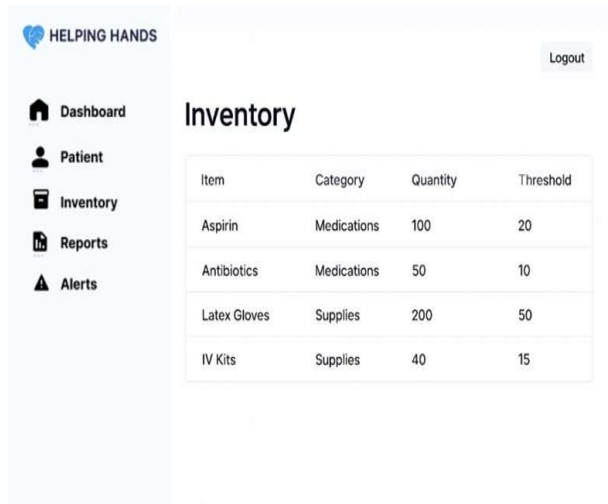 HELPING HANDS
Logout
Dashboard
Patient
Inventory
Reports
Alerts
Inventory
Item Category Quantity Threshold
Aspirin Medications 100 20
Antibiotics Medications 50 10
Latex Gloves Supplies 200 50
IV Kits Supplies 40 15